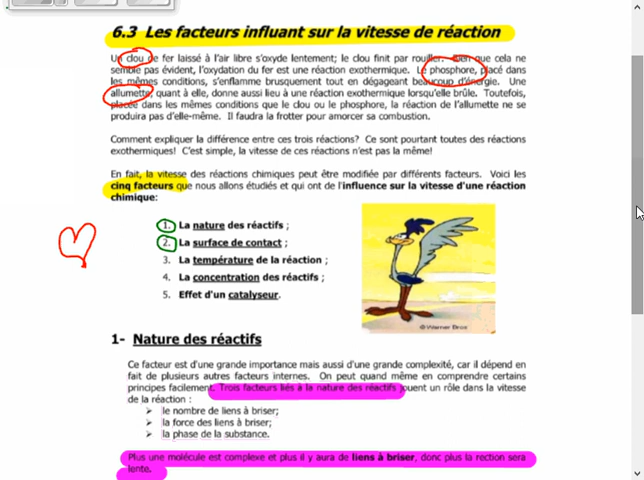 6.3 Les facteurs influant sur la vitesse de réaction
Un clou de fer laissé à l'air libre s'oxyde lentement; le clou finit par rouiller. Bien que cela ne
semble pas évident, l'oxydation du fer est une réaction exothermique. Le phosphore, placé dans
les mêmes conditions, s'enflamme brusquement tout en dégageant beaucoup d'énergie. Une
allumette, quant à elle, donne aussi lieu à une réaction exothermique lorsqu'elle brûle. Toutefois,
placée dans les mêmes conditions que le clou ou le phosphore, la réaction de l'allumette ne se
produira pas d'elle-même. Il faudra la frotter pour amorcer sa combustion.
Comment expliquer la différence entre ces trois réactions? Ce sont pourtant toutes des réactions
exothermiques! C'est simple, la vitesse de ces réactions n'est pas la même!
En fait, la vitesse des réactions chimiques peut être modifiée par différents facteurs. Voici les
cinq facteurs que nous allons étudiés et qui ont de l'influence sur la vitesse d'une réaction
chimique:
1. La nature des réactifs ;
2. La surface de contact ;
3. La température de la réaction ;
4. La concentration des réactifs ;
5. Effet d'un catalyseur.
© Warner Bros
1- Nature des réactifs
Ce facteur est d'une grande importance mais aussi d'une grande complexité, car il dépend en
fait de plusieurs autres facteurs internes. On peut quand même en comprendre certains
principes facilement. Trois facteurs liés à la nature des réactifs jouent un rôle dans la vitesse
de la réaction :
➢ le nombre de liens à briser;
➢ la force des liens à briser;
➢ la phase de la substance.
Plus une molécule est complexe et plus il y aura de liens à briser, donc plus la rection sera
lente.